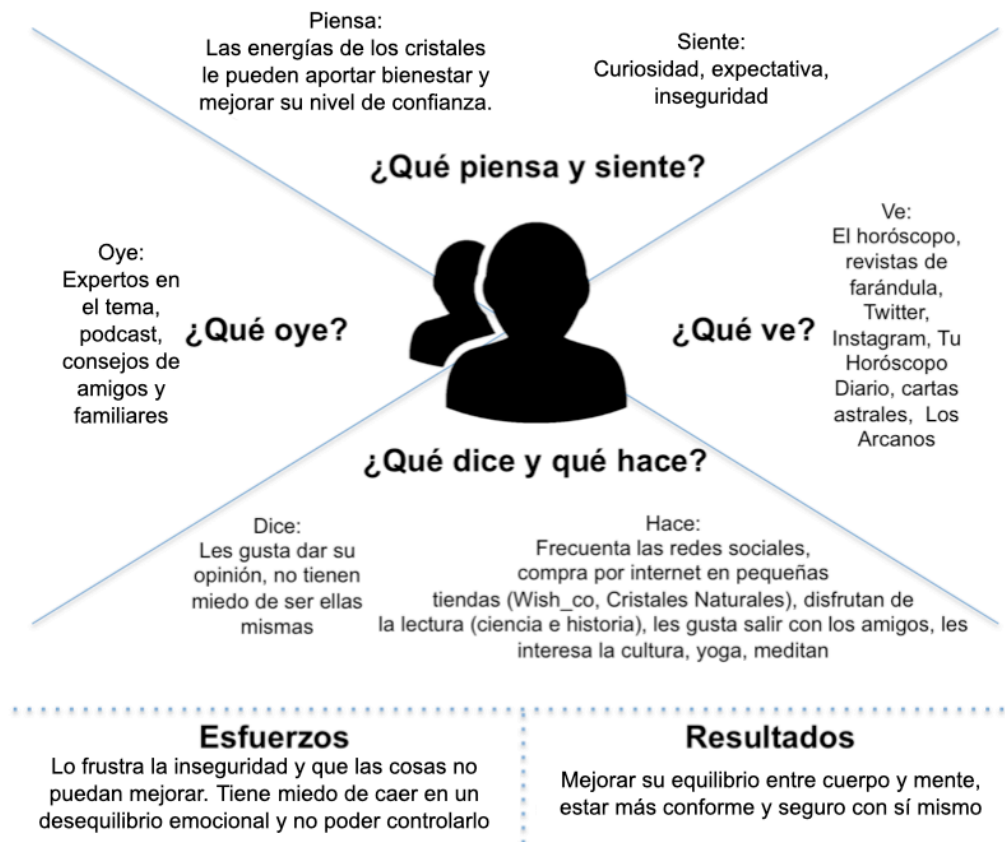 Piensa:
Las energías de los cristales
le pueden aportar bienestar y
mejorar su nivel de confianza.
Siente:
Curiosidad, expectativa,
inseguridad
¿Qué piensa y siente?
Oye:
Expertos en
el tema,
podcast,
consejos de
amigos y
familiares
¿Qué oye?
¿Qué ve?
Ve:
El horóscopo,
revistas de
farándula,
Twitter,
Instagram, Tu
Horóscopo
Diario, cartas
astrales, Los
Arcanos
¿Qué dice y qué hace?
Dice:
Les gusta dar su
opinión, no tienen
miedo de ser ellas
mismas
Hace:
Frecuenta las redes sociales,
compra por internet en pequeñas
tiendas (Wish_co, Cristales Naturales), disfrutan de
la lectura (ciencia e historia), les gusta salir con los amigos, les
interesa la cultura, yoga, meditan
Esfuerzos
Lo frustra la inseguridad y que las cosas no
puedan mejorar. Tiene miedo de caer en un
desequilibrio emocional y no poder controlarlo
Resultados
Mejorar su equilibrio entre cuerpo y mente,
estar más conforme y seguro con sí mismo